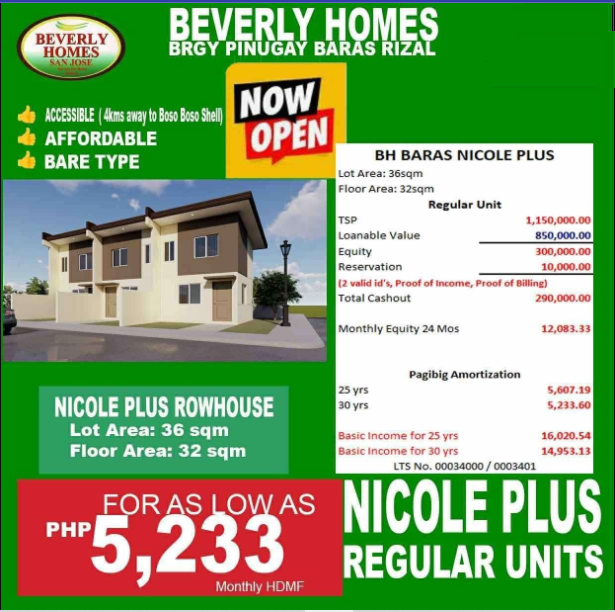 BEVERLY HOMES
BRGY PINUGAY BARAS RIZAL
BEVERLY
HOMES
SAN JOSE
ACCESSIBLE ( 4kms away to Boso Boso Shell)
AFFORDABLE
BARE TYPE
NOW
OPEN
BH BARAS NICOLE PLUS
Lot Area: 36sqm
Floor Area: 32sqm
Regular Unit
TSP 1,150,000.00
Loanable Value 850,000.00
Equity 300,000.00
Reservation 10,000.00
(2 valid id's, Proof of Income, Proof of Billing)
Total Cashout 290,000.00
Monthly Equity 24 Mos 12,083.33
Pagibig Amortization
25 yrs 5,607.19
30 yrs 5,233.60
Basic Income for 25 yrs 16,020.54
Basic Income for 30 yrs 14,953.13
LTS No. 00034000 / 0003401
NICOLE PLUS ROWHOUSE
Lot Area: 36 sqm
Floor Area: 32 sqm
FOR AS LOW AS
PHP 5,233
Monthly HDMF
NICOLE PLUS
REGULAR UNITS